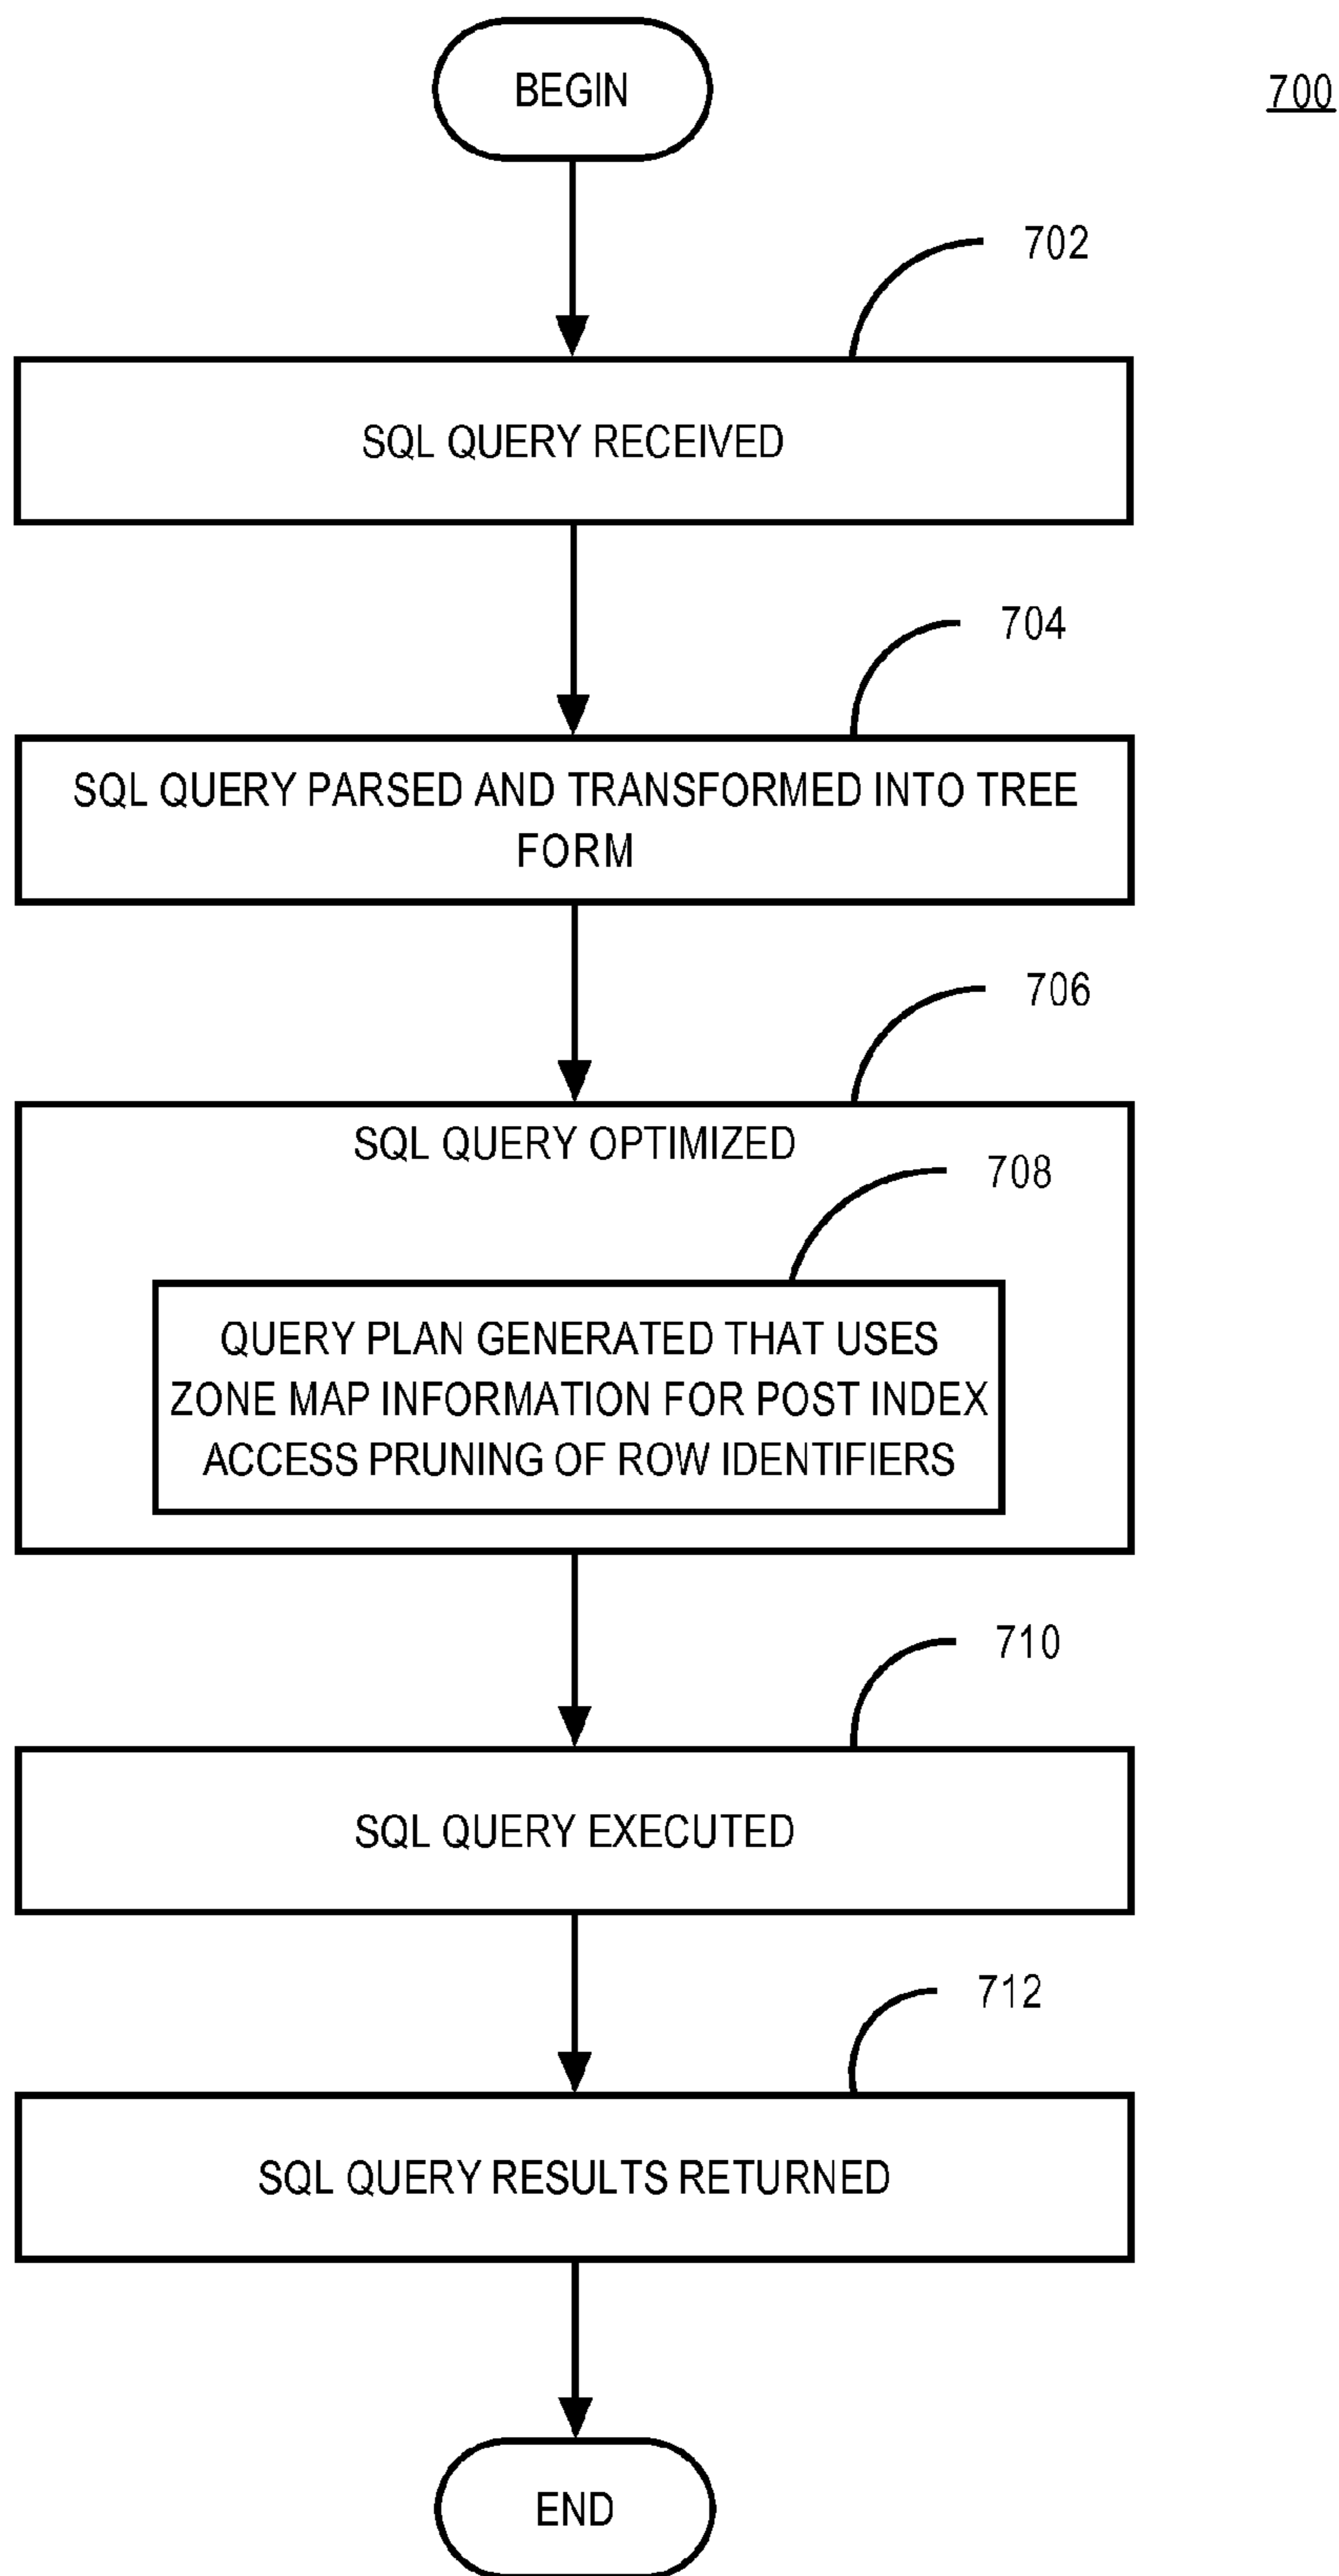 BEGIN
700
702
SQL QUERY RECEIVED
704
SQL QUERY PARSED AND TRANSFORMED INTO TREE
FORM
706
SQL QUERY OPTIMIZED
708
QUERY PLAN GENERATED THAT USES
ZONE MAP INFORMATION FOR POST INDEX
ACCESS PRUNING OF ROW IDENTIFIERS
710
SQL QUERY EXECUTED
712
SQL QUERY RESULTS RETURNED
END